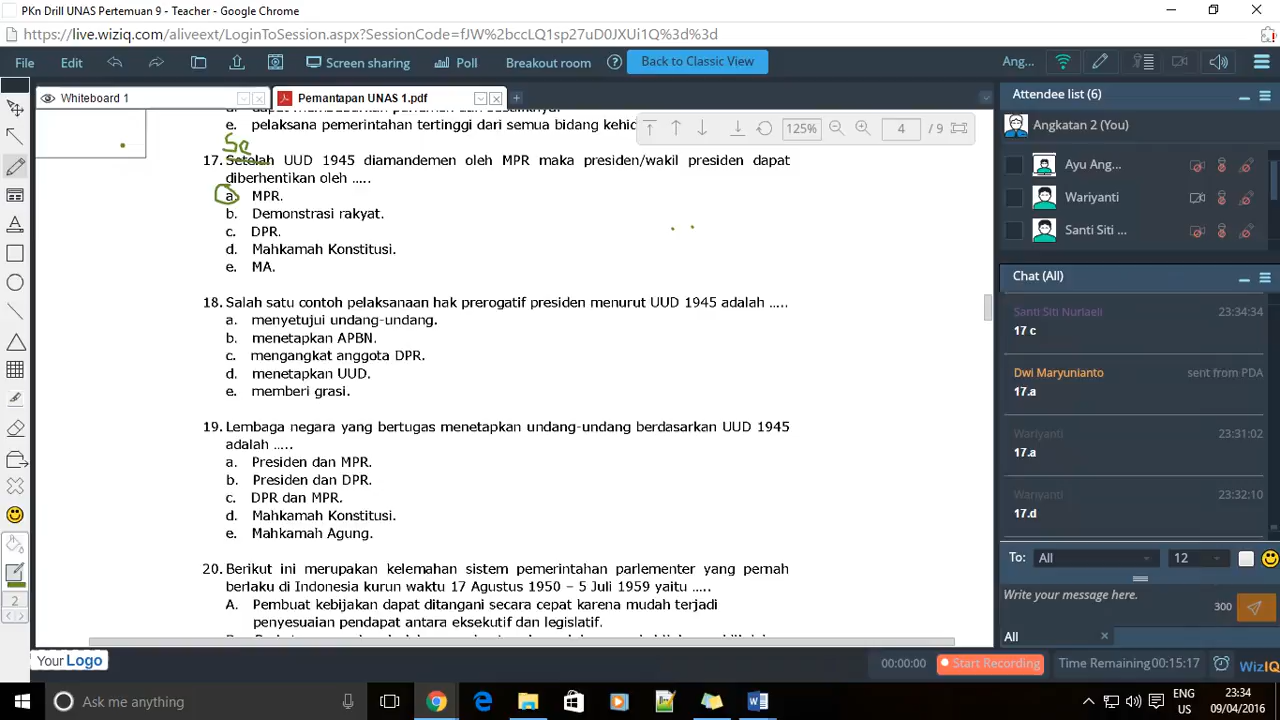 PKn Drill UNAS Pertemuan 9 - Teacher - Google Chrome
https://live.wiziq.com/aliveext/LoginToSession.aspx?SessionCode=fJW%2bccLQ1sp27uD0JXUi1Q%3d%3d
File Edit Screen sharing Poll Breakout room ? Back to Classic View Ang...
Whiteboard 1 Pemantapan UNAS 1.pdf
Attendee list (6)
Angkatan 2 (You)
Ayu Ang...
Wariyanti
Santi Siti ...
125% 4 / 9
e. pelaksana pemerintahan tertinggi dari semua bidang
Se
17. Setelah UUD 1945 diamandemen oleh MPR maka presiden/wakil presiden dapat
diberhentikan oleh .....
a. MPR.
b. Demonstrasi rakyat.
c. DPR.
d. Mahkamah Konstitusi.
e. MA.
18. Salah satu contoh pelaksanaan hak prerogatif presiden menurut UUD 1945 adalah .....
a. menyetujui undang-undang.
b. menetapkan APBN.
c. mengangkat anggota DPR.
d. menetapkan UUD.
e. memberi grasi.
19. Lembaga negara yang bertugas menetapkan undang-undang berdasarkan UUD 1945
adalah .....
a. Presiden dan MPR.
b. Presiden dan DPR.
c. DPR dan MPR.
d. Mahkamah Konstitusi.
e. Mahkamah Agung.
20. Berikut ini merupakan kelemahan sistem pemerintahan parlementer yang pernah
berlaku di Indonesia kurun waktu 17 Agustus 1950 – 5 Juli 1959 yaitu .....
A. Pembuat kebijakan dapat ditangani secara cepat karena mudah terjadi
penyesuaian pendapat antara eksekutif dan legislatif.
Chat (All)
Santi Siti Nurlaeli 23:34:34
17 c
Dwi Maryunianto sent from PDA
17.a
Wariyanti 23:31:02
17.a
Wariyanti 23:32:10
17.d
To: All 12
Write your message here.
300
All
2
Your Logo
00:00:00 Start Recording Time Remaining 00:15:17 WizIQ
Ask me anything
ENG
US
23:34
09/04/2016